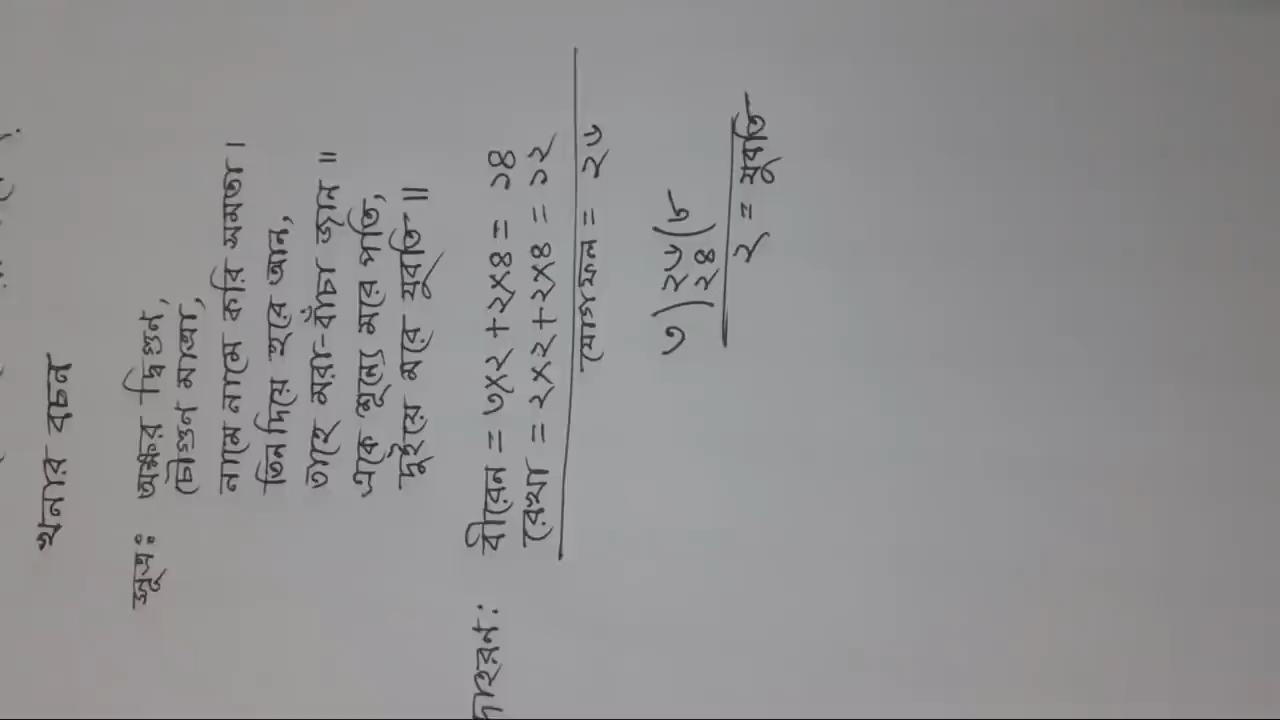 খনার বচন
সূত্র: অক্ষর দ্বিগুণ,
চৌগুণ মাত্রা,
নামে নামে করি সমতা।
তিন দিয়ে হরে আন,
তাহে মরা-বাঁচা জান॥
একে শূন্যে মরে পতি,
দুইয়ে মরে যুবতি॥
দাহরণ: বীরেন = ৩×২+২×৪ = ১৪
রেখা = ২×২+২×৪ = ১২
যোগফল = ২৬
৩)২৬(৮
২৪
২ = যুবতি